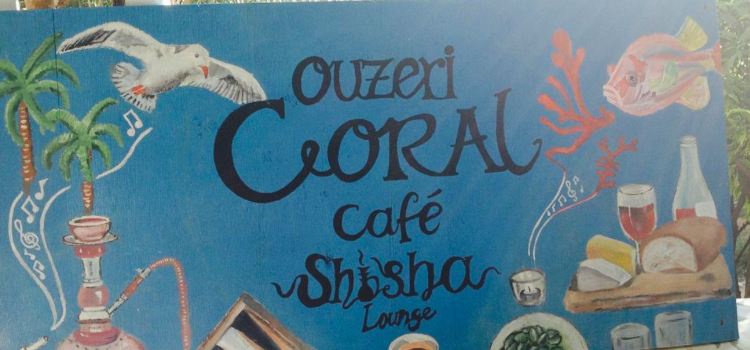 ouzeri
Coral
café
Shisha
Lounge